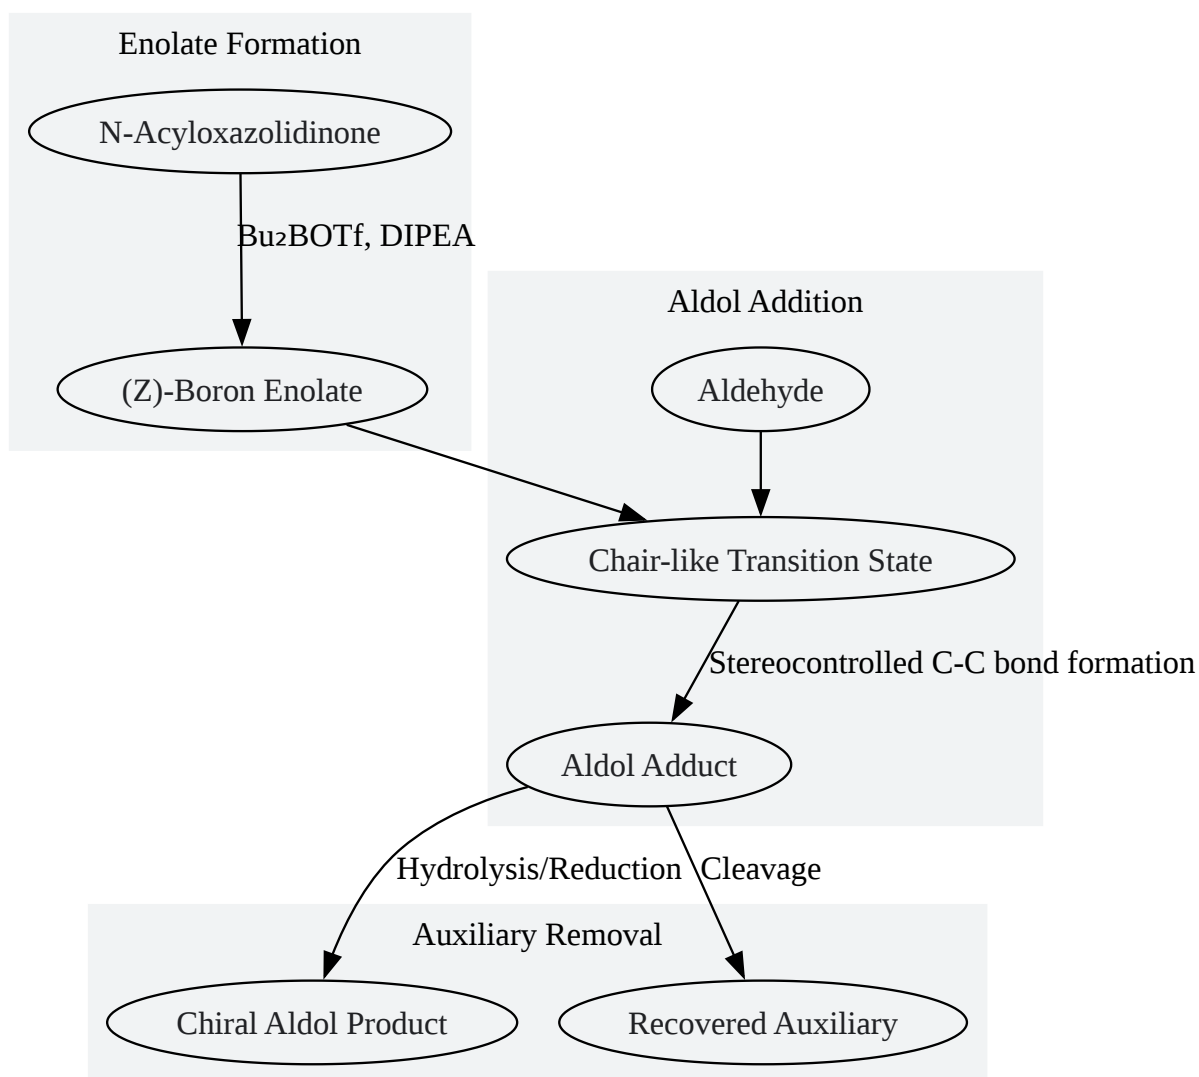 Enolate Formation
N-Acyloxazolidinone
Bu₂BOTf, DIPEA
(Z)-Boron Enolate
Aldol Addition
Aldehyde
Chair-like Transition State
Stereocontrolled C-C bond formation
Aldol Adduct
Hydrolysis/Reduction
Cleavage
Auxiliary Removal
Chiral Aldol Product
Recovered Auxiliary